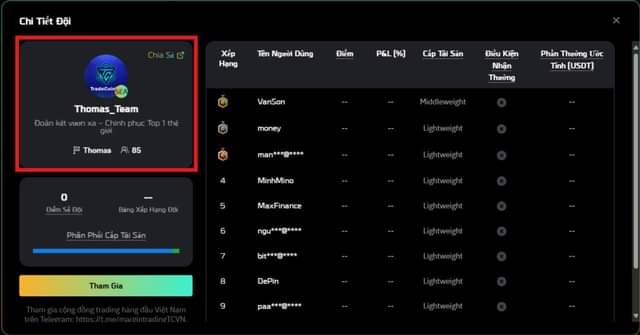 Chi Tiết Đội
Chia Sẻ
TradeCoin
Thomas_Team
Đoàn kết vươn xa – Chinh phục Top 1 thế
giới
Thomas 85
0 --
Điểm Số Đội Bảng Xếp Hạng Đội
Phân Phối Cấp Tài Sản
Tham Gia
Tham gia cộng đồng trading hàng đầu Việt Nam
trên Telegram: https://t.me/margintradingTCVN.
Xếp Hạng Tên Người Dùng Điểm P&L (%) Cấp Tài Sản Điều Kiện Nhận Thưởng Phần Thưởng Ước Tính (USDT)
VanSon -- -- Middleweight --
money -- -- Lightweight --
man***@**** -- -- Lightweight --
4 MinhMino -- -- Lightweight --
5 MaxFinance -- -- Lightweight --
6 ngu***@**** -- -- Lightweight --
7 bit***@**** -- -- Lightweight --
8 DePin -- -- Lightweight --
9 paa***@**** -- -- Lightweight --